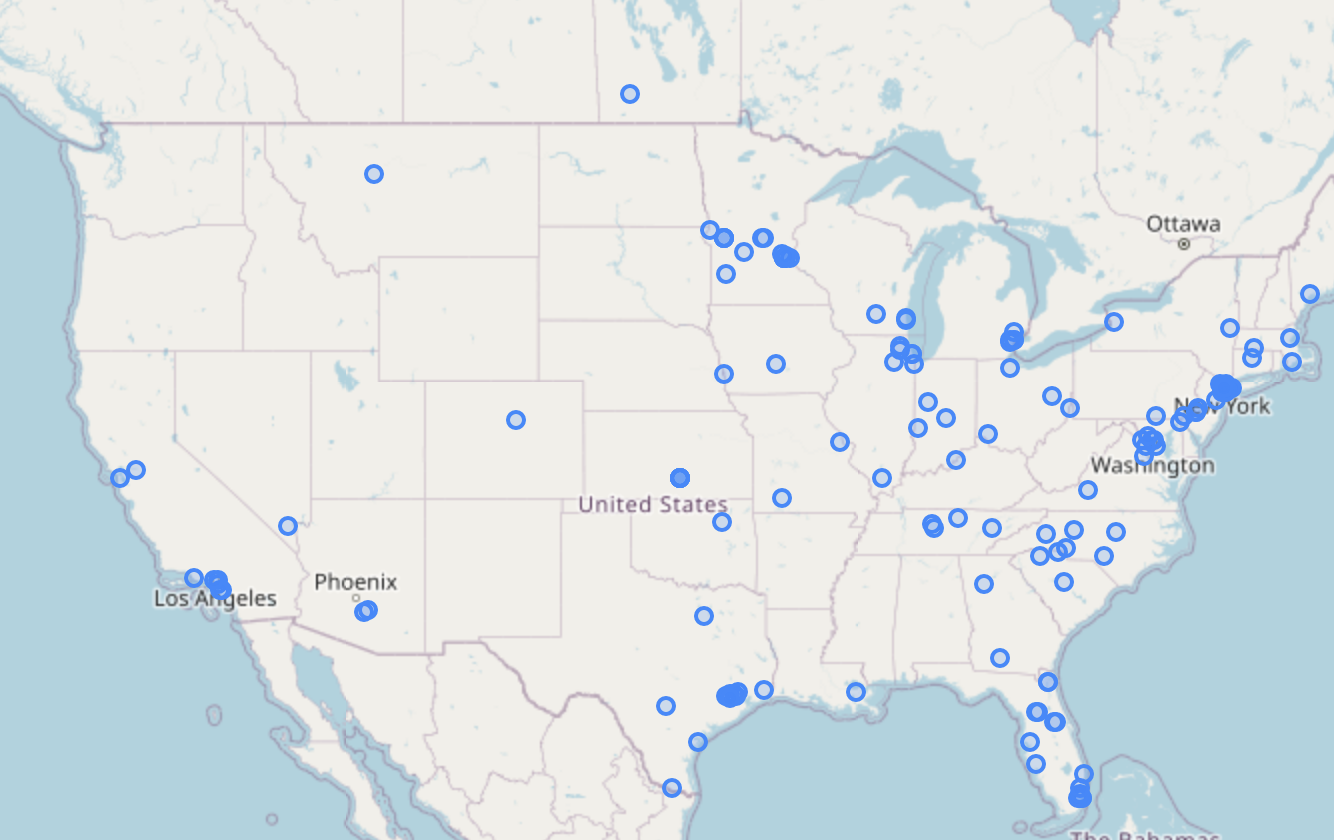 Ottawa
New York
Washington
United States
Phoenix
Los Angeles
The Bahamas